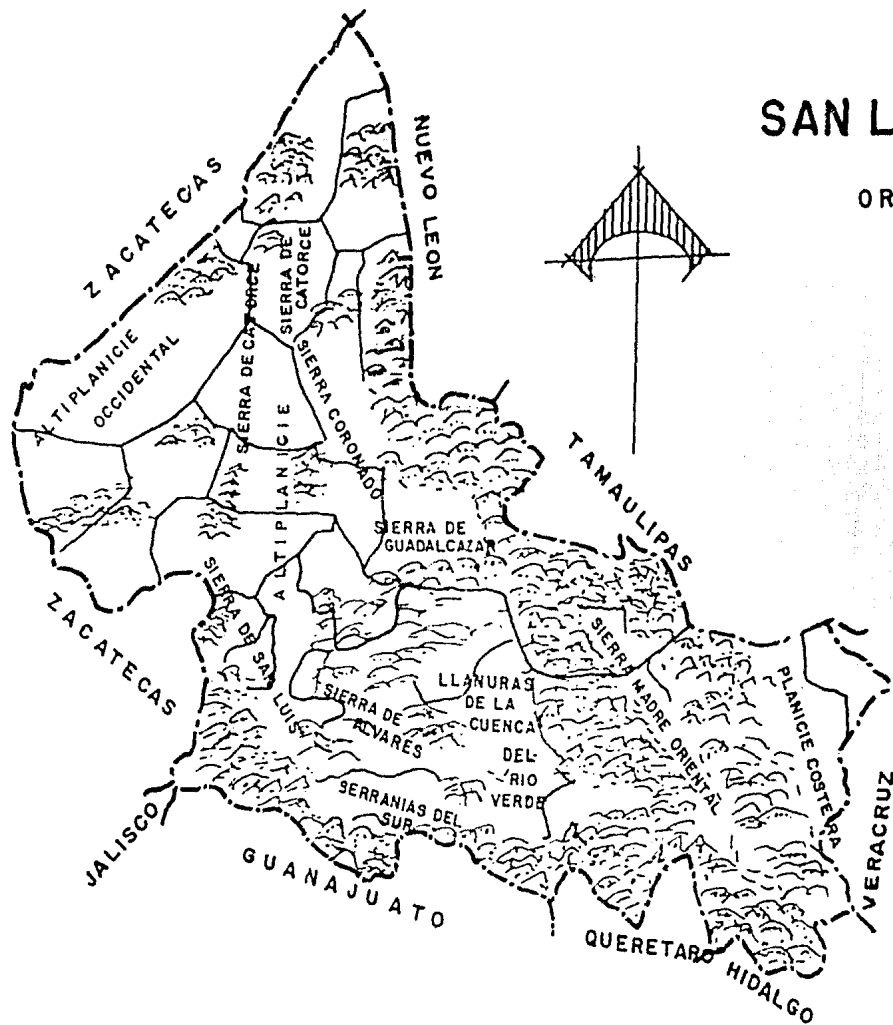 SAN L
OR
ZACATECAS
NUEVO LEON
SIERRA DE
CATORCE
SIERRA DE CATORCE
ALTIPLANICIE
OCCIDENTAL
SIERRA CORONADO
ALTIPLANICIE
TAMAULIPAS
SIERRA DE
GUADALCAZAR
ZACATECAS
SIERRA DE SAN LUIS
SIERRA DE
ALVARES
LLANURAS
DE LA
CUENCA
DEL
RIO
VERDE
SIERRA MADRE ORIENTAL
PLANICIE COSTERA
SERRANIAS DEL
SUR
JALISCO
GUANAJUATO
QUERETARO
HIDALGO
VERACRUZ